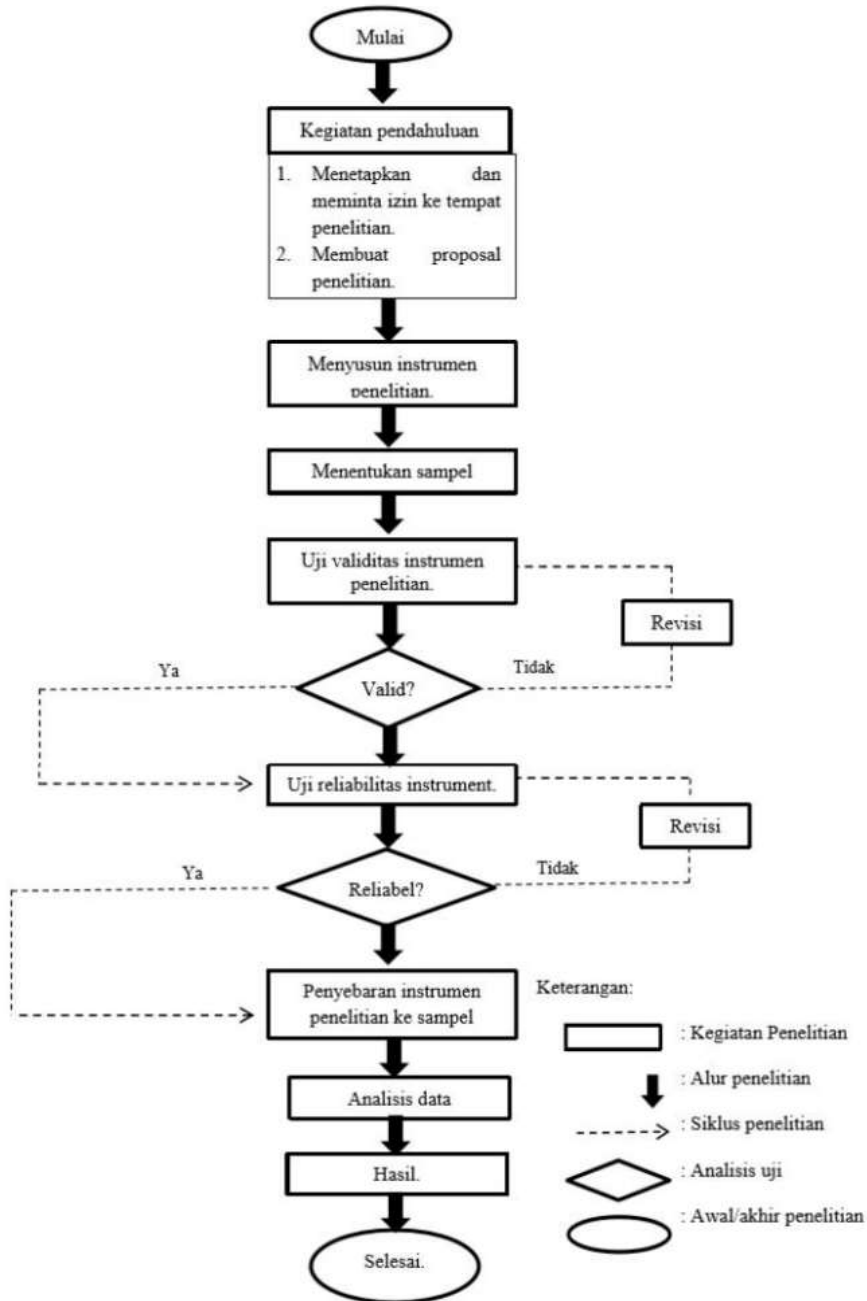 Mulai
Kegiatan pendahuluan
1. Menetapkan dan
meminta izin ke tempat
penelitian.
2. Membuat proposal
penelitian.
Menyusun instrumen
penelitian.
Menentukan sampel
Uji validitas instrumen
penelitian.
Revisi
Ya
Valid?
Tidak
Uji reliabilitas instrument.
Revisi
Ya
Reliabel?
Tidak
Penyebaran instrumen
penelitian ke sampel
Analisis data
Hasil.
Selesai.
Keterangan:
: Kegiatan Penelitian
: Alur penelitian
: Siklus penelitian
: Analisis uji
: Awal/akhir penelitian